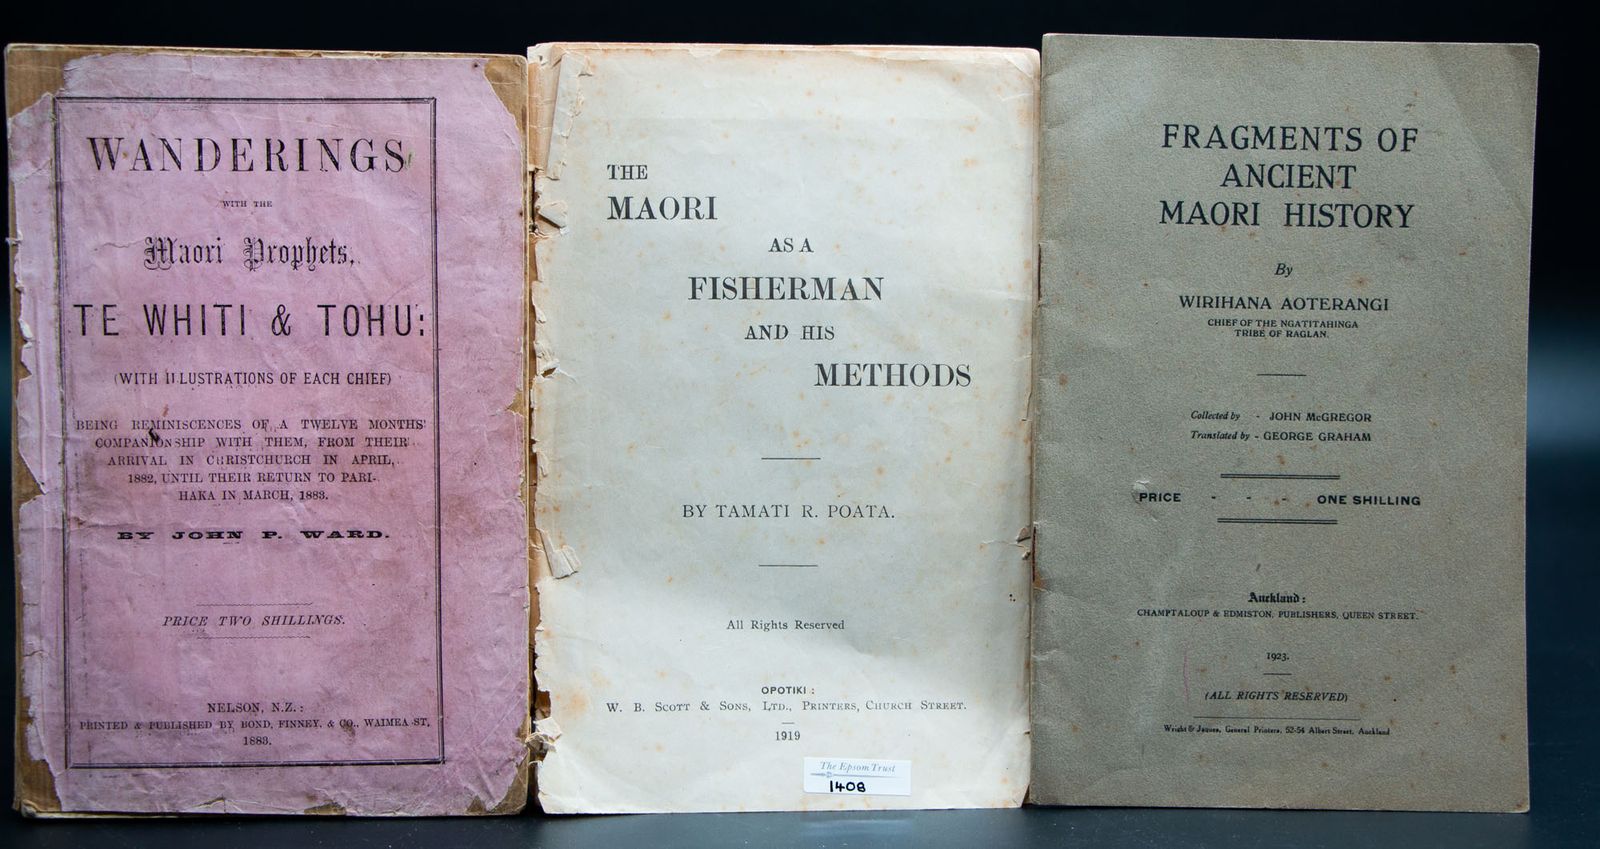 WANDERINGS
WITH THE
Maori Prophets,
TE WHITI & TOHU:
(WITH ILLUSTRATIONS OF EACH CHIEF)
BEING REMINISCENCES OF A TWELVE MONTHS'
COMPANIONSHIP WITH THEM, FROM THEIR
ARRIVAL IN CHRISTCHURCH IN APRIL,
1882, UNTIL THEIR RETURN TO PARI-
HAKA IN MARCH, 1883.
BY JOHN P. WARD.
PRICE TWO SHILLINGS.
NELSON, N.Z.:
PRINTED & PUBLISHED BY BOND, FINNEY, & CO., WAIMEA-ST,
1883.
THE
MAORI
AS A
FISHERMAN
AND HIS
METHODS
BY TAMATI R. POATA.
All Rights Reserved
OPOTIKI :
W. B. SCOTT & SONS, LTD., PRINTERS, CHURCH STREET.
1919
The Epsom Trust
1408
FRAGMENTS OF
ANCIENT
MAORI HISTORY
By
WIRIHANA AOTERANGI
CHIEF OF THE NGATITAHINGA
TRIBE OF RAGLAN.
Collected by - JOHN McGREGOR
Translated by - GEORGE GRAHAM
PRICE - - - ONE SHILLING
Auckland:
CHAMPTALOUP & EDMISTON, PUBLISHERS, QUEEN STREET.
1923.
(ALL RIGHTS RESERVED)
Wright & Jaques, General Printers, 52-54 Albert Street, Auckland